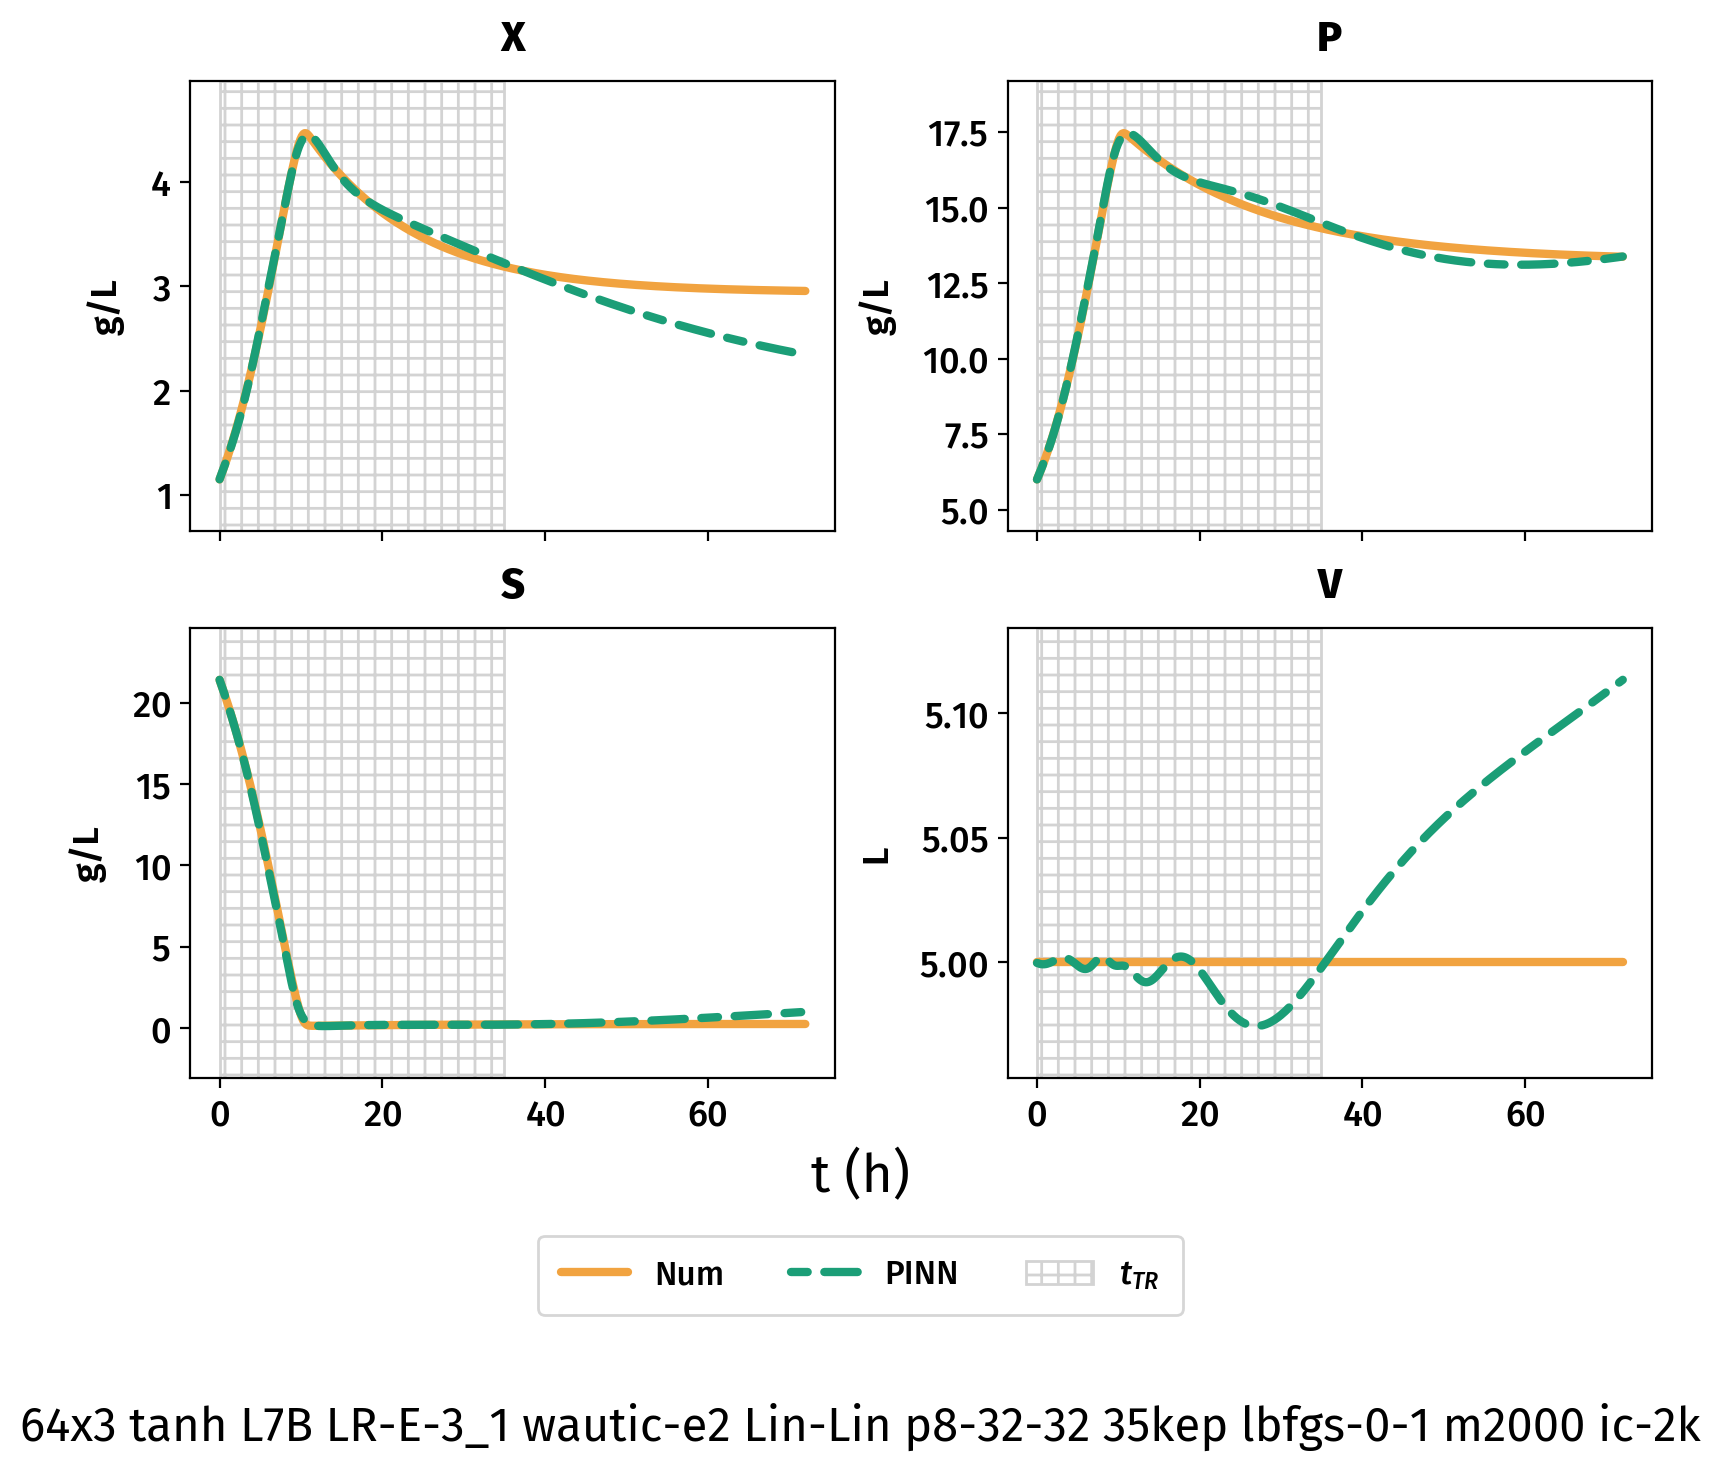 X
P
4
3
2
1
g/L
17.5
15.0
12.5
10.0
7.5
5.0
g/L
S
V
20
15
10
5
0
g/L
5.10
5.05
5.00
L
0 20 40 60
0 20 40 60
t (h)
Num PINN tTR
64x3 tanh L7B LR-E-3_1 wautic-e2 Lin-Lin p8-32-32 35kep lbfgs-0-1 m2000 ic-2k